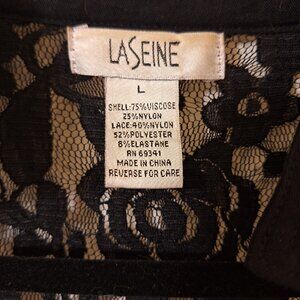 LASEINE
L
SHELL:75%VISCOSE
25%NYLON
LACE:40%NYLON
52%POLYESTER
8%ELASTANE
RN 69341
MADE IN CHINA
REVERSE FOR CARE